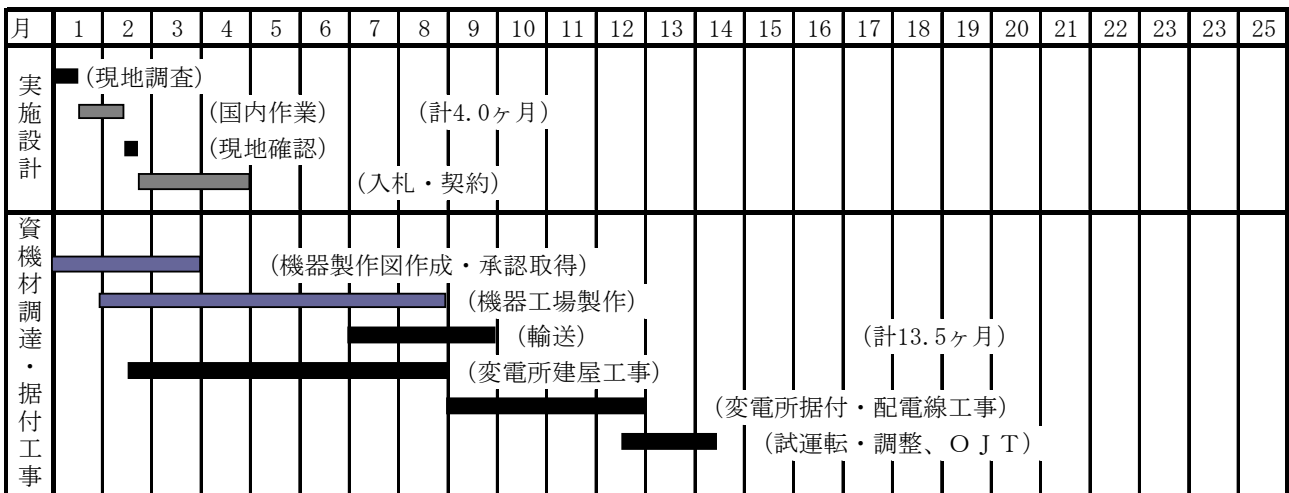 月 1 2 3 4 5 6 7 8 9 10 11 12 13 14 15 16 17 18 19 20 21 22 23 23 25
実施設計
(現地調査)
(国内作業) (計4.0ヶ月)
(現地確認)
(入札・契約)
資機材調達・据付工事
(機器製作図作成・承認取得)
(機器工場製作)
(輸送) (計13.5ヶ月)
(変電所建屋工事)
(変電所据付・配電線工事)
(試運転・調整、ＯＪＴ)